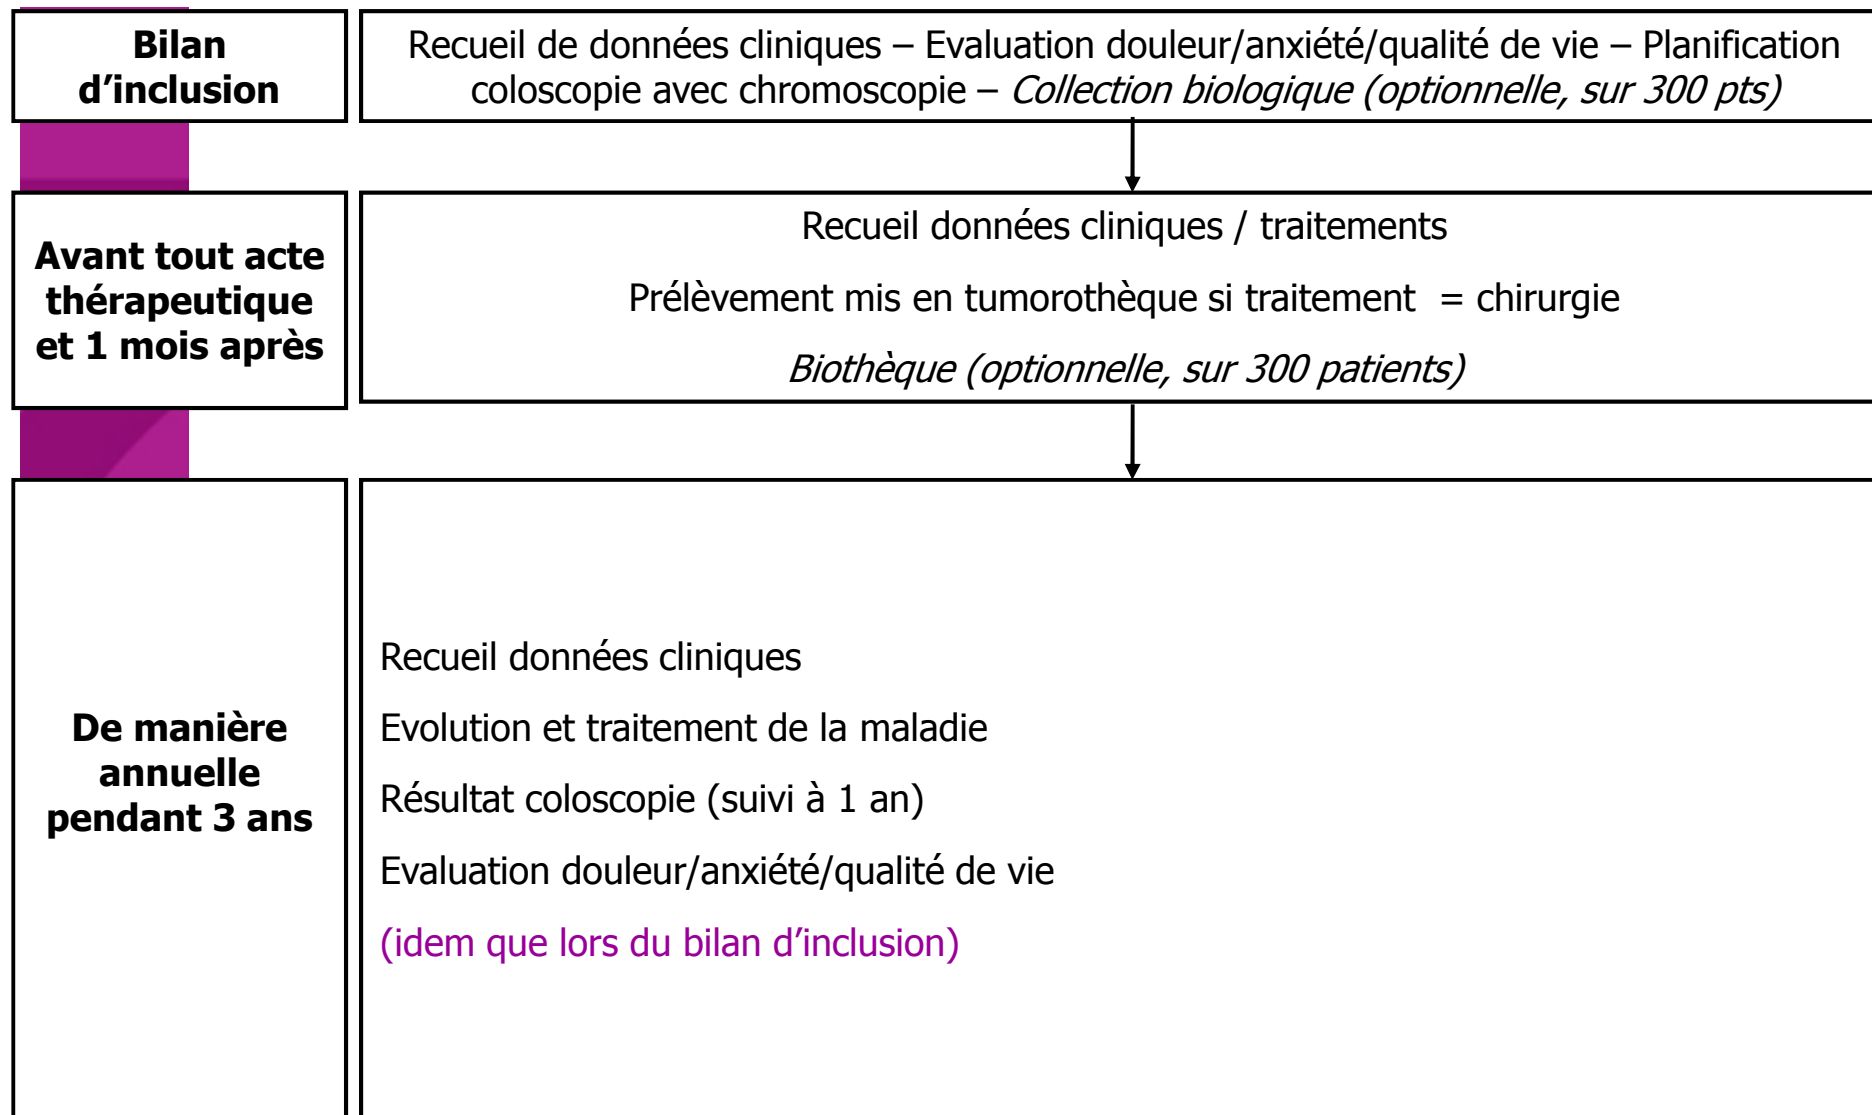 Bilan
d’inclusion
Recueil de données cliniques – Evaluation douleur/anxiété/qualité de vie – Planification
coloscopie avec chromoscopie – Collection biologique (optionnelle, sur 300 pts)
Avant tout acte
thérapeutique
et 1 mois après
Recueil données cliniques / traitements
Prélèvement mis en tumorothèque si traitement = chirurgie
Biothèque (optionnelle, sur 300 patients)
De manière
annuelle
pendant 3 ans
Recueil données cliniques
Evolution et traitement de la maladie
Résultat coloscopie (suivi à 1 an)
Evaluation douleur/anxiété/qualité de vie
(idem que lors du bilan d’inclusion)